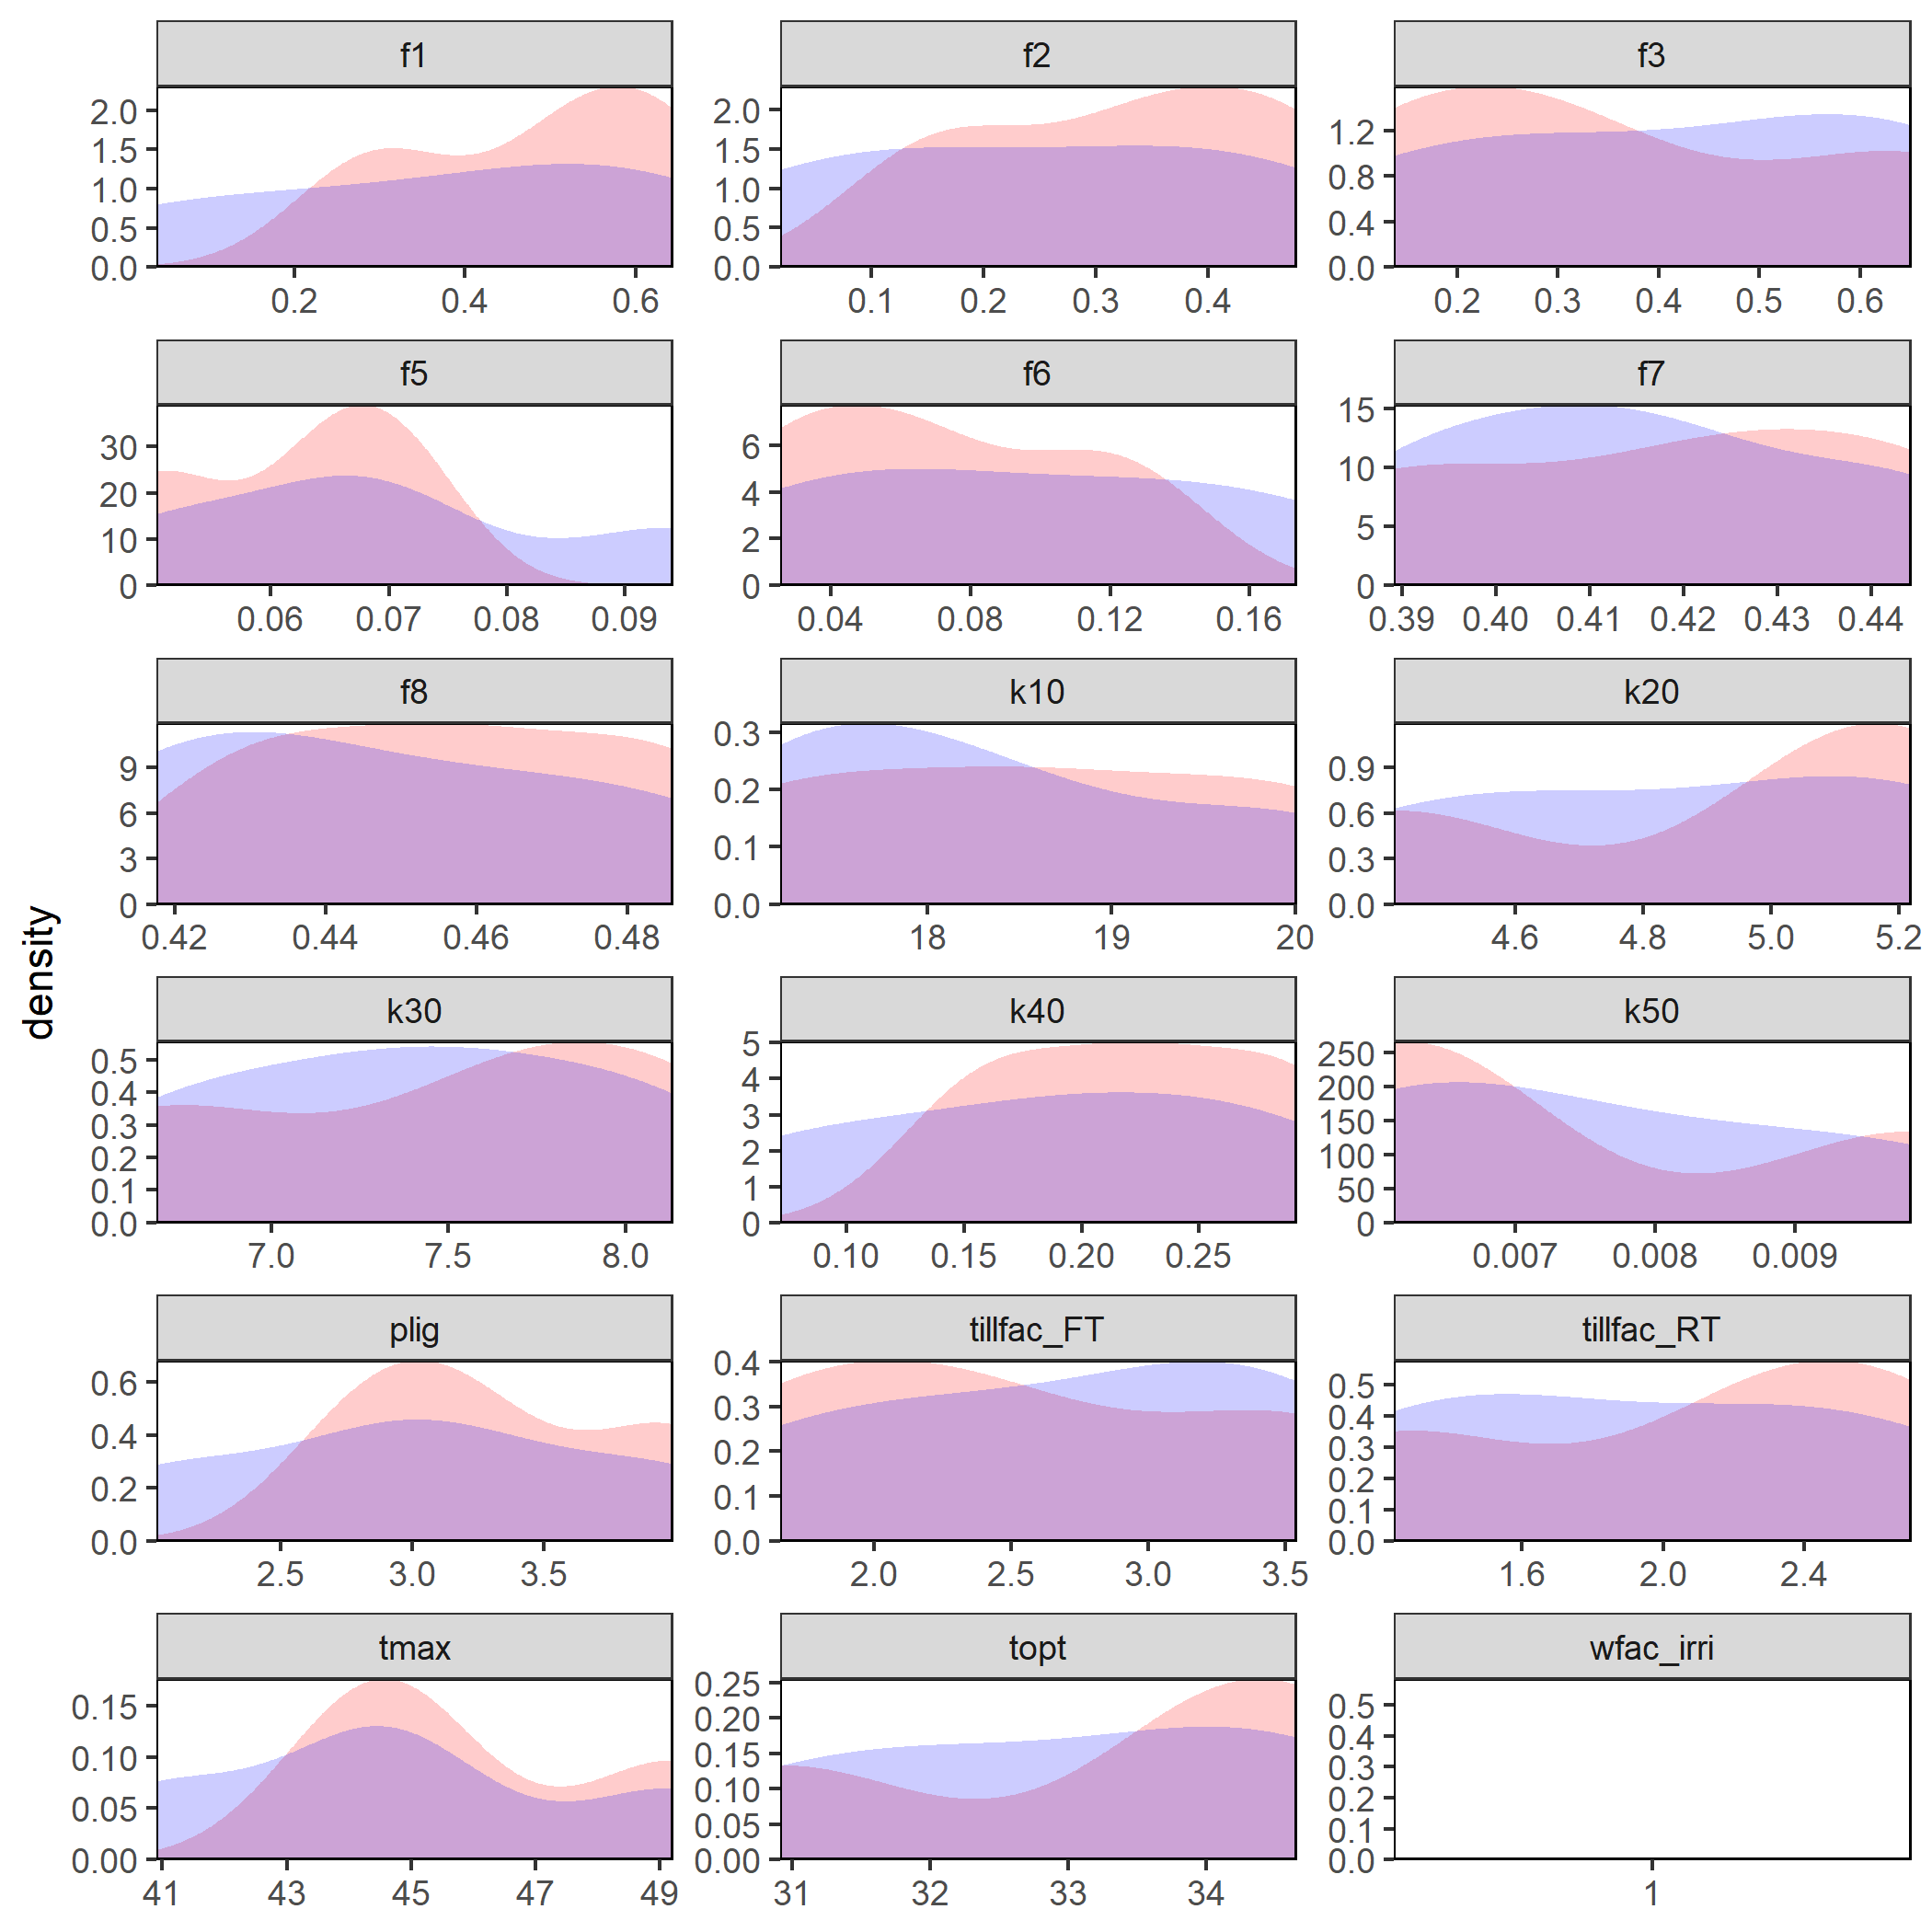 f1 f2 f3
2.0 2.0
1.5 1.5 1.2
1.0 1.0 0.8
0.5 0.5 0.4
0.0 0.0 0.0
0.2 0.4 0.6 0.1 0.2 0.3 0.4 0.2 0.3 0.4 0.5 0.6
f5 f6 f7
30 6 15
20 4 10
10 2 5
0 0 0
0.06 0.07 0.08 0.09 0.04 0.08 0.12 0.16 0.39 0.40 0.41 0.42 0.43 0.44
f8 k10 k20
9 0.3 0.9
6 0.2 0.6
3 0.1 0.3
0 0.0 0.0
0.42 0.44 0.46 0.48 18 19 20 4.6 4.8 5.0 5.2
density
k30 k40 k50
0.5 5 250
0.4 4 200
0.3 3 150
0.2 2 100
0.1 1 50
0.0 0 0
7.0 7.5 8.0 0.10 0.15 0.20 0.25 0.007 0.008 0.009
plig tillfac_FT tillfac_RT
0.6 0.4 0.5
0.4 0.3 0.4
0.2 0.2 0.3
0.0 0.1 0.2
0.0 0.1
0.0
2.5 3.0 3.5 2.0 2.5 3.0 3.5 1.6 2.0 2.4
tmax topt wfac_irri
0.15 0.25 0.5
0.10 0.20 0.4
0.05 0.15 0.3
0.00 0.10 0.2
0.05 0.1
0.00 0.0
41 43 45 47 49 31 32 33 34 1